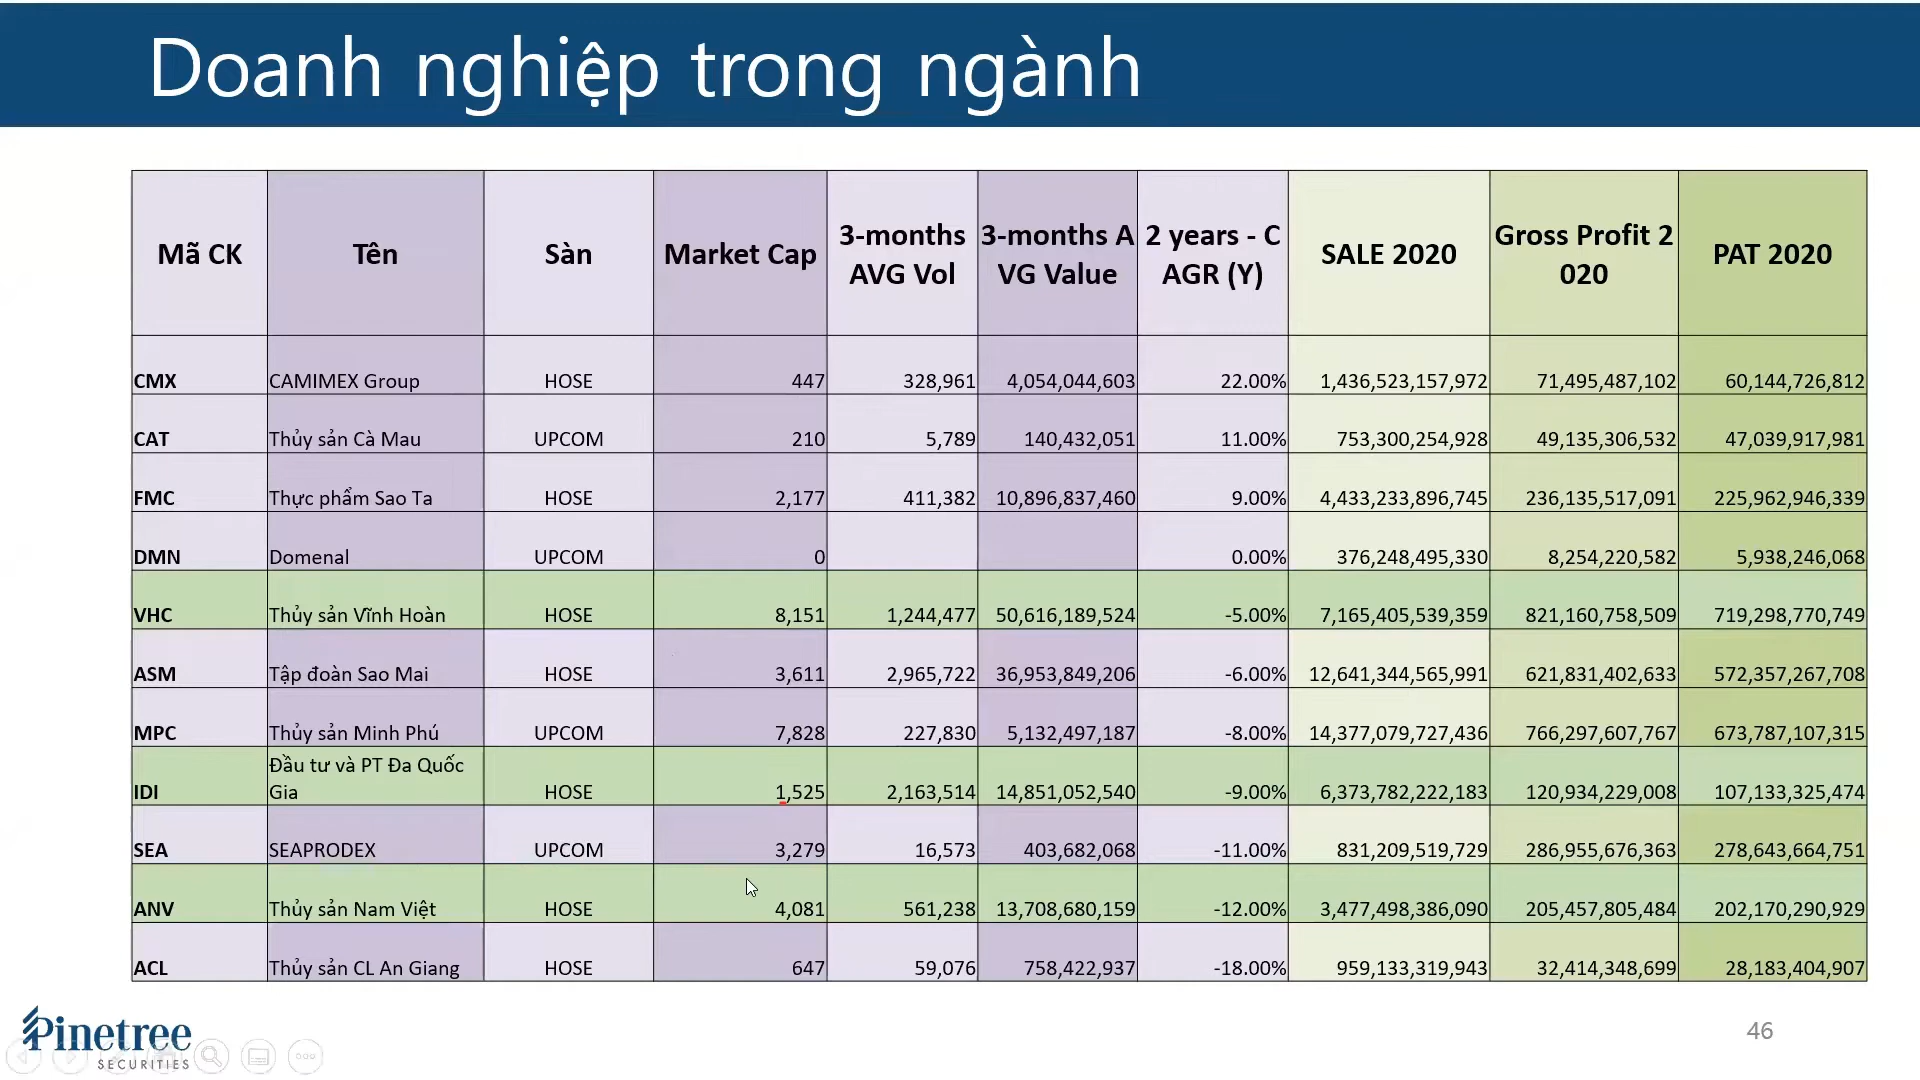 Doanh nghiệp trong ngành
Mã CK Tên Sàn Market Cap 3-months AVG Vol 3-months A VG Value 2 years - C AGR (Y) SALE 2020 Gross Profit 2 020 PAT 2020
CMX CAMIMEX Group HOSE 447 328,961 4,054,044,603 22.00% 1,436,523,157,972 71,495,487,102 60,144,726,812
CAT Thủy sản Cà Mau UPCOM 210 5,789 140,432,051 11.00% 753,300,254,928 49,135,306,532 47,039,917,981
FMC Thực phẩm Sao Ta HOSE 2,177 411,382 10,896,837,460 9.00% 4,433,233,896,745 236,135,517,091 225,962,946,339
DMN Domenal UPCOM 0 0.00% 376,248,495,330 8,254,220,582 5,938,246,068
VHC Thủy sản Vĩnh Hoàn HOSE 8,151 1,244,477 50,616,189,524 -5.00% 7,165,405,539,359 821,160,758,509 719,298,770,749
ASM Tập đoàn Sao Mai HOSE 3,611 2,965,722 36,953,849,206 -6.00% 12,641,344,565,991 621,831,402,633 572,357,267,708
MPC Thủy sản Minh Phú UPCOM 7,828 227,830 5,132,497,187 -8.00% 14,377,079,727,436 766,297,607,767 673,787,107,315
IDI Đầu tư và PT Đa Quốc Gia HOSE 1,525 2,163,514 14,851,052,540 -9.00% 6,373,782,222,183 120,934,229,008 107,133,325,474
SEA SEAPRODEX UPCOM 3,279 16,573 403,682,068 -11.00% 831,209,519,729 286,955,676,363 278,643,664,751
ANV Thủy sản Nam Việt HOSE 4,081 561,238 13,708,680,159 -12.00% 3,477,498,386,090 205,457,805,484 202,170,290,929
ACL Thủy sản CL An Giang HOSE 647 59,076 758,422,937 -18.00% 959,133,319,943 32,414,348,699 28,183,404,907
Pinetree
SECURITIES
46